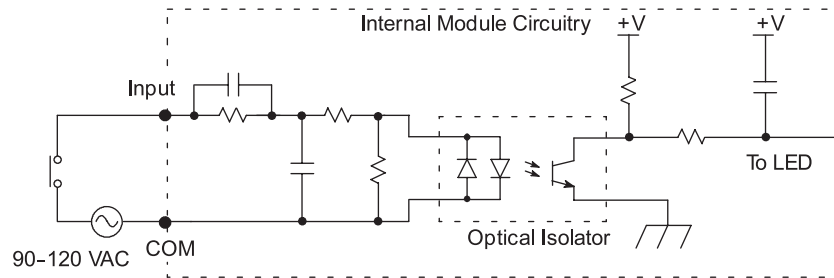 Internal Module Circuitry
+V
+V
Input
To LED
COM
90–120 VAC
Optical Isolator